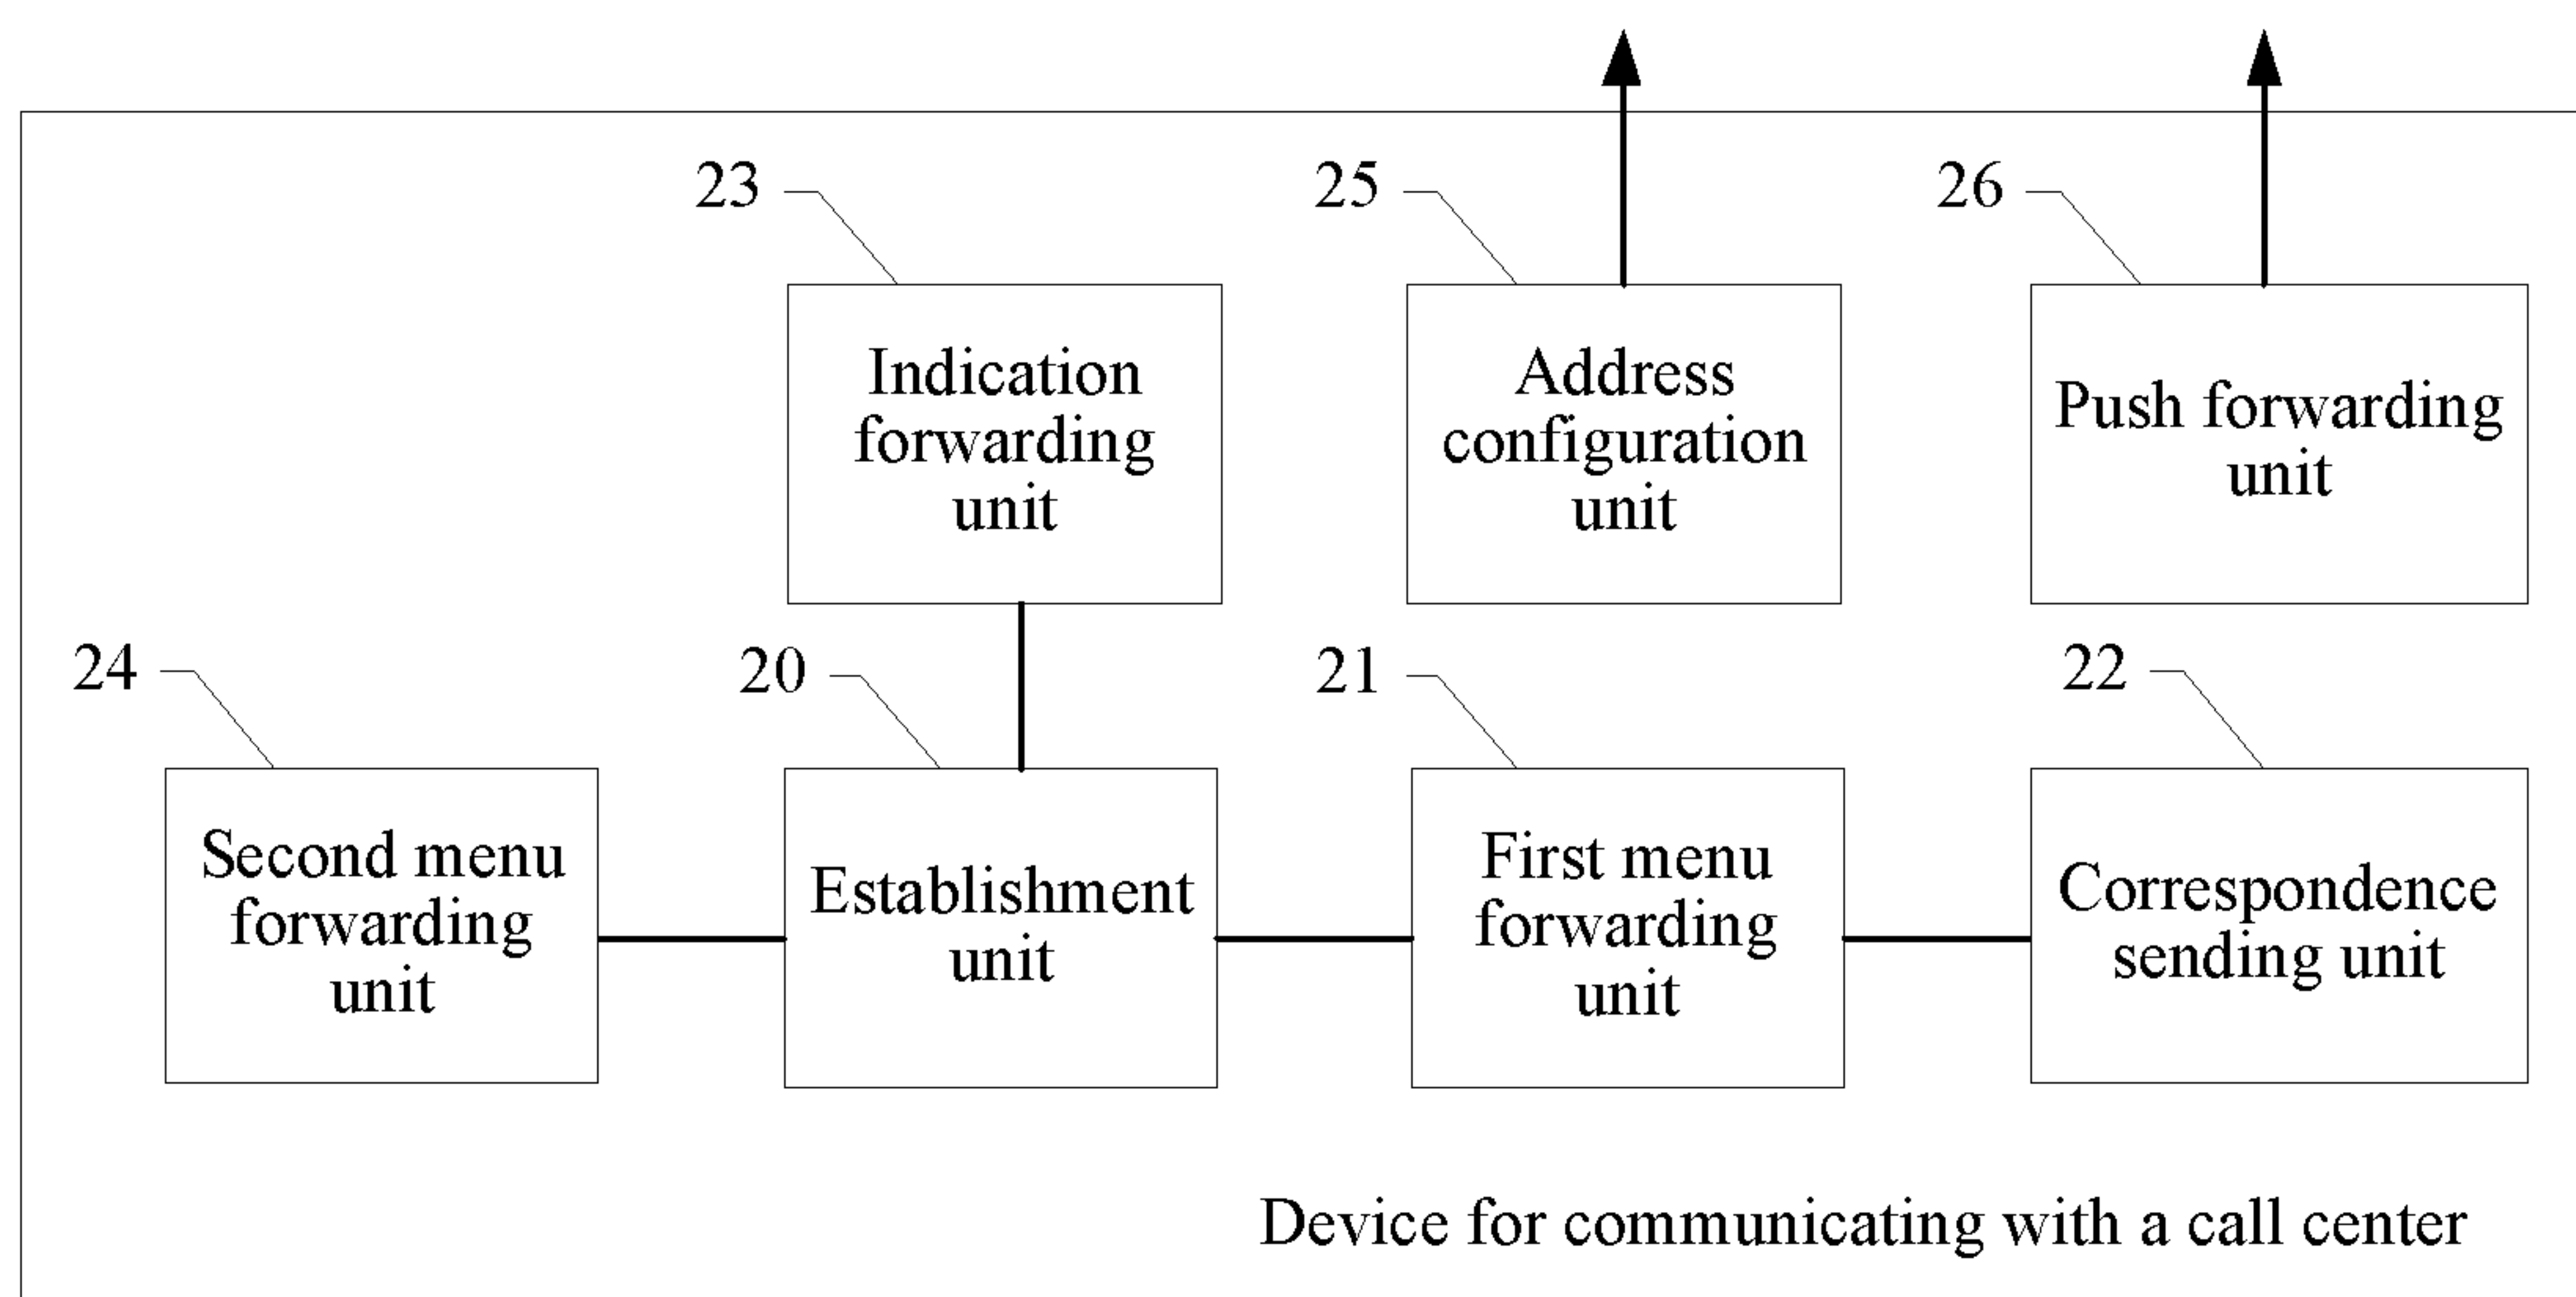 23
25
26
Indication
forwarding
unit
Address
configuration
unit
Push forwarding
unit
24
20
21
22
Second menu
forwarding
unit
Establishment
unit
First menu
forwarding
unit
Correspondence
sending unit
Device for communicating with a call center